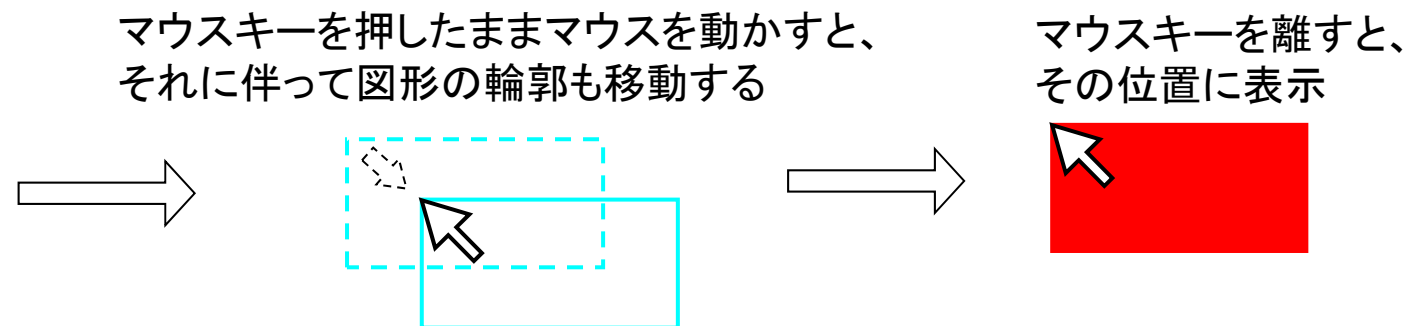 マウスキーを押したままマウスを動かすと、
それに伴って図形の輪郭も移動する
マウスキーを離すと、
その位置に表示